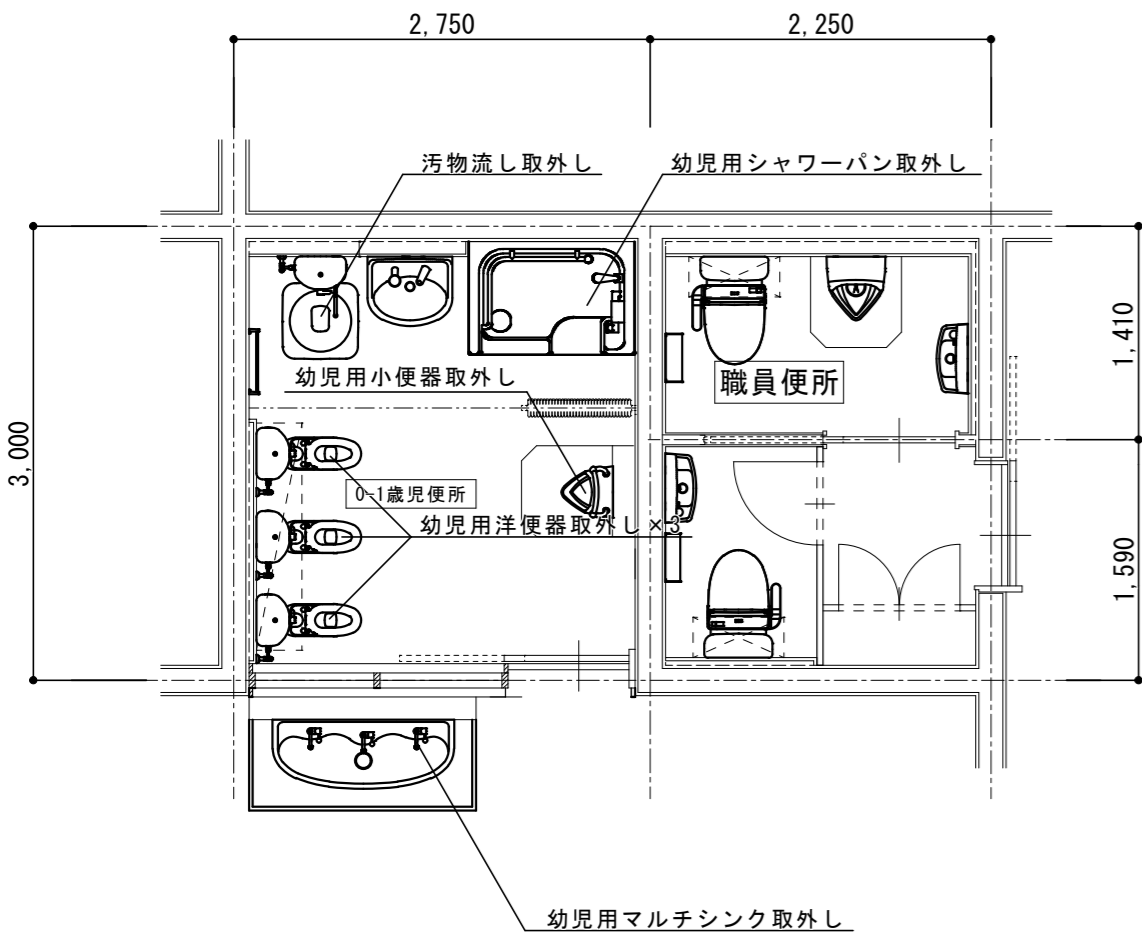 2,750
2,250
汚物流し取外し
幼児用シャワーパン取外し
3,000
1,410
幼児用小便器取外し
職員便所
0-1歳児便所
幼児用洋便器取外し×3
1,590
幼児用マルチシンク取外し